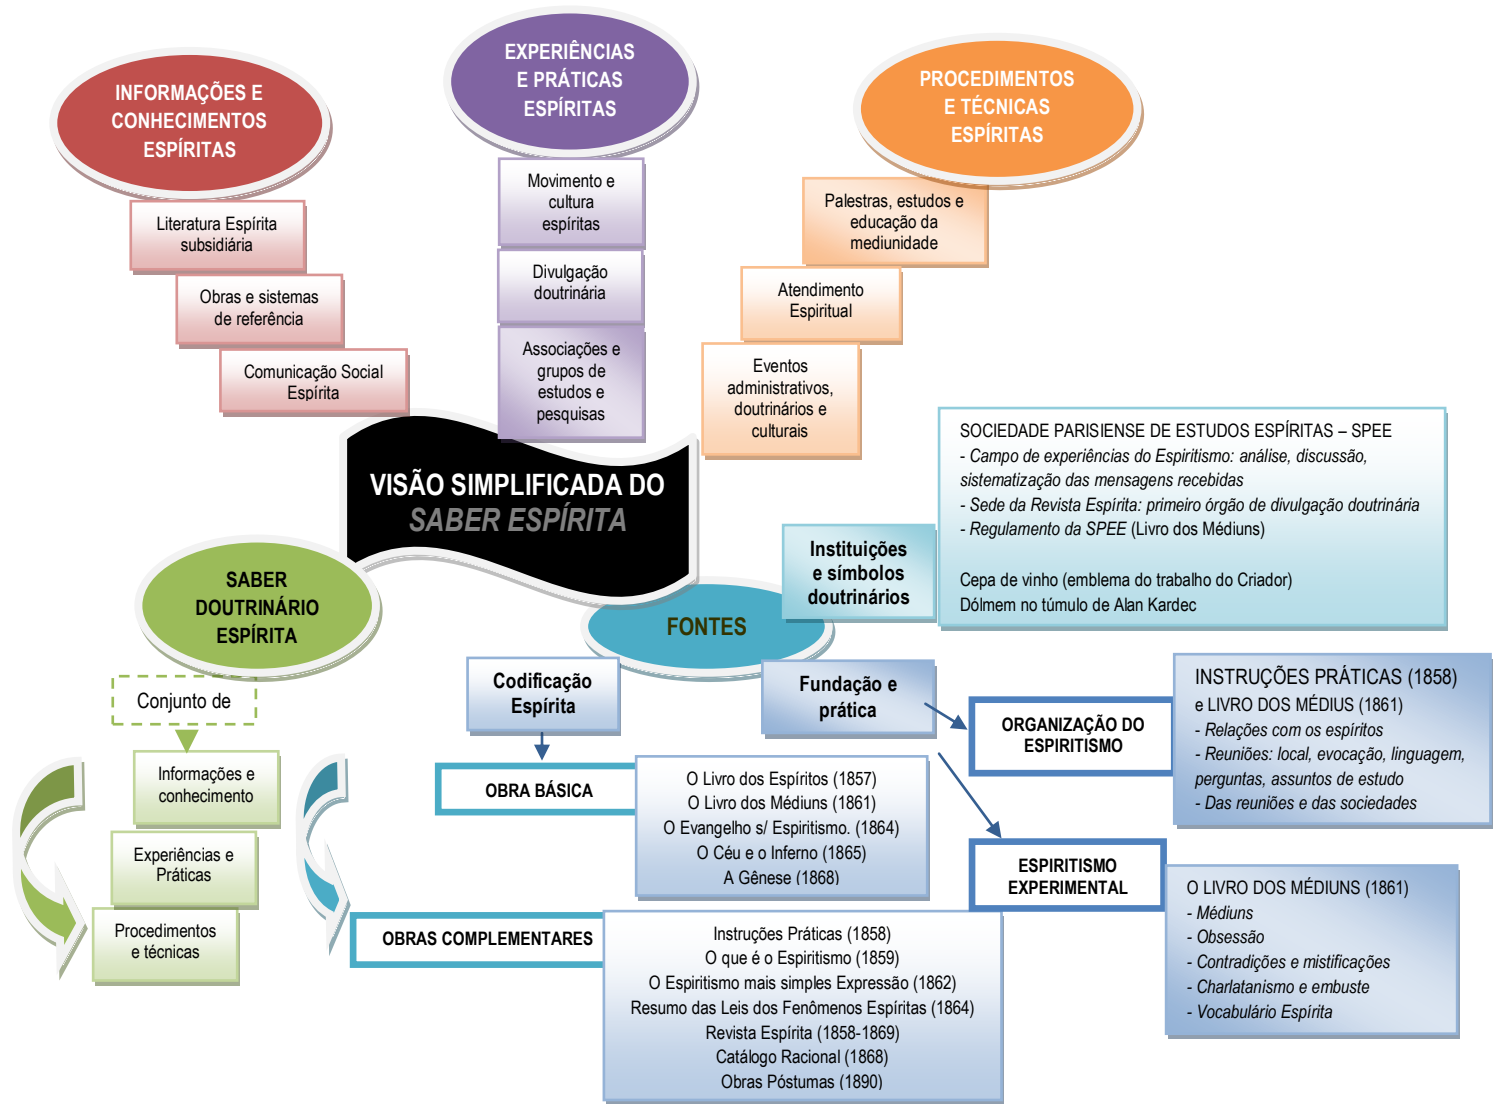 INFORMAÇÕES E
CONHECIMENTOS
ESPÍRITAS
Literatura Espírita
subsidiária
Obras e sistemas
de referência
Comunicação Social
Espírita
EXPERIÊNCIAS
E PRÁTICAS
ESPÍRITAS
Movimento e
cultura
espíritas
Divulgação
doutrinária
Associações e
grupos de
estudos e
pesquisas
PROCEDIMENTOS
E TÉCNICAS
ESPÍRITAS
Palestras, estudos e
educação da
mediunidade
Atendimento
Espiritual
Eventos
administrativos,
doutrinários e
culturais
VISÃO SIMPLIFICADA DO
SABER ESPÍRITA
SABER
DOUTRINÁRIO
ESPÍRITA
Conjunto de
Informações e
conhecimento
Experiências e
Práticas
Procedimentos
e técnicas
FONTES
Instituições
e símbolos
doutrinários
SOCIEDADE PARISIENSE DE ESTUDOS ESPÍRITAS – SPEE
- Campo de experiências do Espiritismo: análise, discussão,
sistematização das mensagens recebidas
- Sede da Revista Espírita: primeiro órgão de divulgação doutrinária
- Regulamento da SPEE (Livro dos Médiuns)
Cepa de vinho (emblema do trabalho do Criador)
Dólmem no túmulo de Alan Kardec
Codificação
Espírita
OBRA BÁSICA
O Livro dos Espíritos (1857)
O Livro dos Médiuns (1861)
O Evangelho s/ Espiritismo. (1864)
O Céu e o Inferno (1865)
A Gênese (1868)
OBRAS COMPLEMENTARES
Instruções Práticas (1858)
O que é o Espiritismo (1859)
O Espiritismo mais simples Expressão (1862)
Resumo das Leis dos Fenômenos Espíritas (1864)
Revista Espírita (1858-1869)
Catálogo Racional (1868)
Obras Póstumas (1890)
Fundação e
prática
ORGANIZAÇÃO DO
ESPIRITISMO
INSTRUÇÕES PRÁTICAS (1858)
e LIVRO DOS MÉDIUS (1861)
- Relações com os espíritos
- Reuniões: local, evocação, linguagem,
perguntas, assuntos de estudo
- Das reuniões e das sociedades
ESPIRITISMO
EXPERIMENTAL
O LIVRO DOS MÉDIUNS (1861)
- Médiuns
- Obsessão
- Contradições e mistificações
- Charlatanismo e embuste
- Vocabulário Espírita